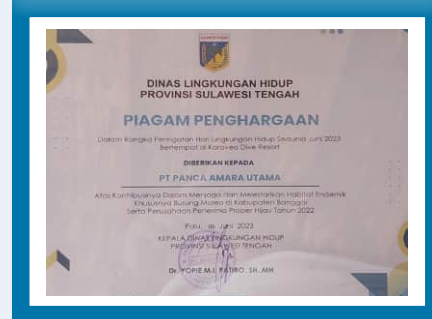 DINAS LINGKUNGAN HIDUP
PROVINSI SULAWESI TENGAH
PIAGAM PENGHARGAAN
Dalam Rangka Peringatan Hari Lingkungan Hidup Sedunia Juni 2023
Bertempat di Karavea Dive Resort
DIBERIKAN KEPADA
PT PANCA AMARA UTAMA
Atas Kontribusinya Dalam Menjaga dan Melestarikan Habitat Endemik
Khususnya Burung Maleo di Kabupaten Banggai
Serta Perusahaan Penerima Proper Hijau Tahun 2022
Palu, Juni 2023
KEPALA DINAS LINGKUNGAN HIDUP
PROVINSI SULAWESI TENGAH
Dr. YOPIE M.I. PATIRO, SH.,MH